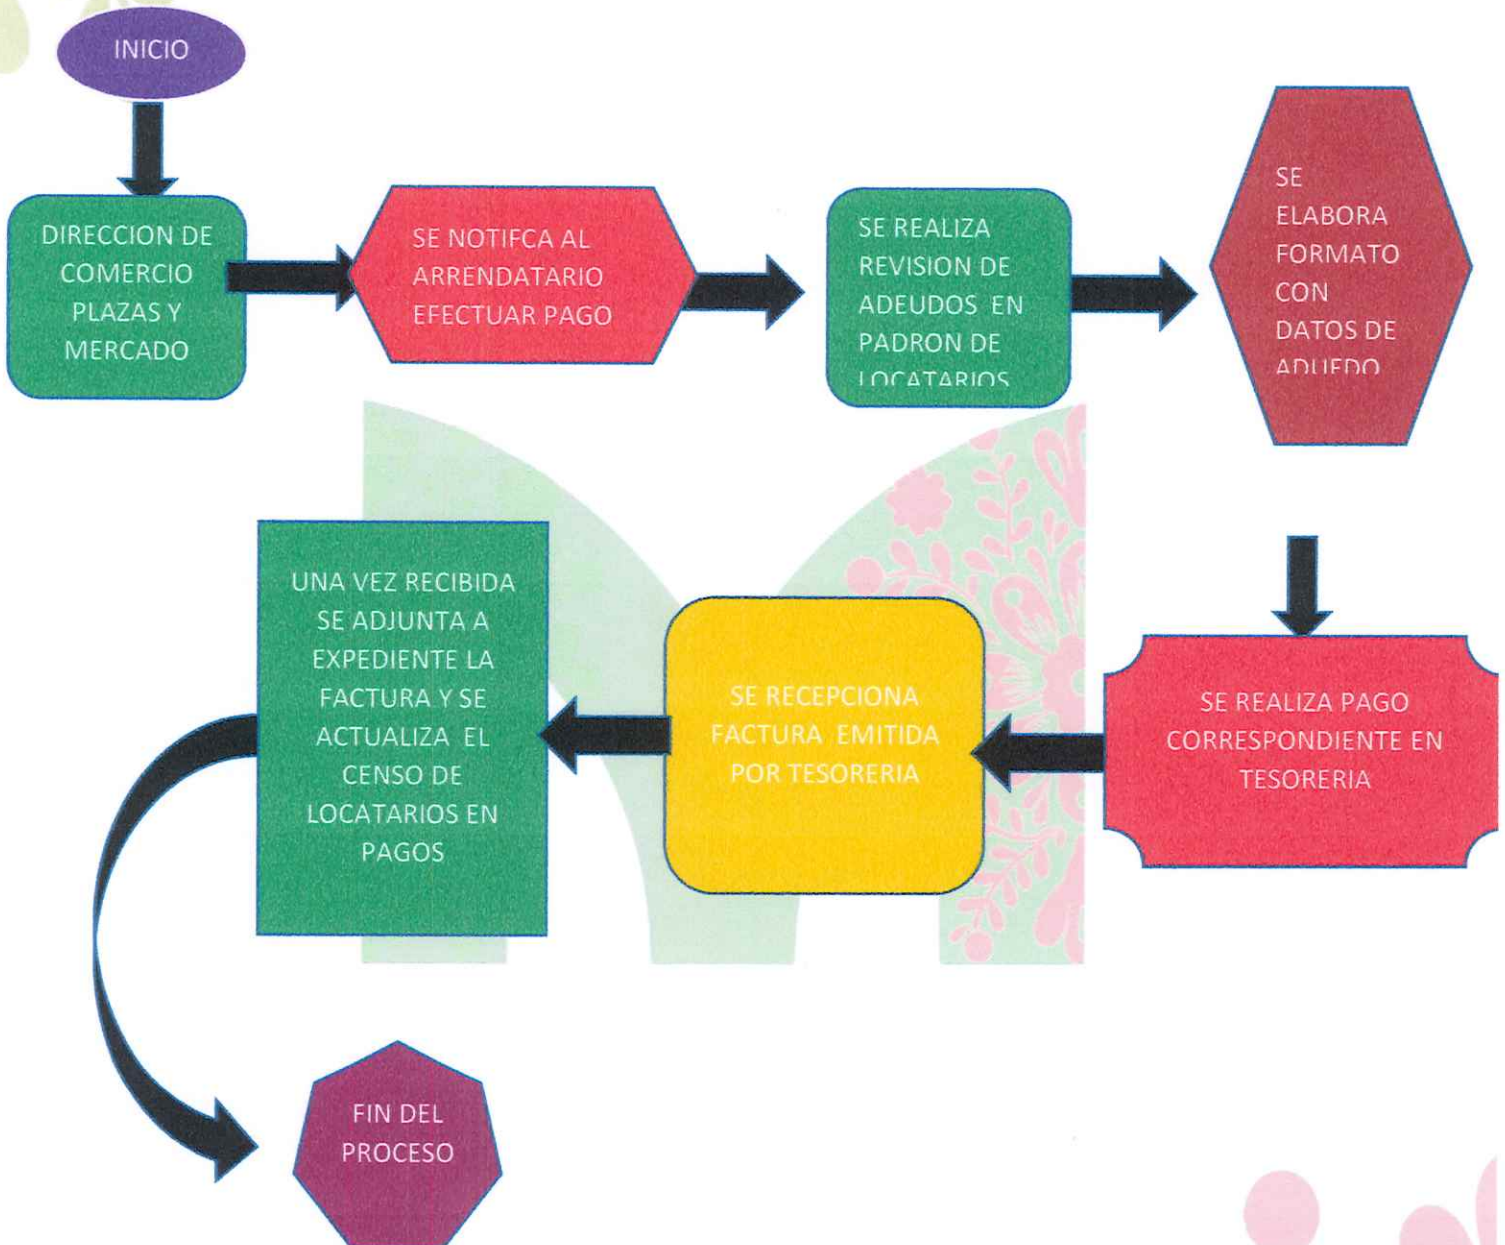 INICIO
DIRECCION DE
COMERCIO
PLAZAS Y
MERCADO
SE NOTIFCA AL
ARRENDATARIO
EFECTUAR PAGO
SE REALIZA
REVISION DE
ADEUDOS EN
PADRON DE
LOCATARIOS
SE
ELABORA
FORMATO
CON
DATOS DE
ADUEDO
SE REALIZA PAGO
CORRESPONDIENTE EN
TESORERIA
SE RECEPCIONA
FACTURA EMITIDA
POR TESORERIA
UNA VEZ RECIBIDA
SE ADJUNTA A
EXPEDIENTE LA
FACTURA Y SE
ACTUALIZA EL
CENSO DE
LOCATARIOS EN
PAGOS
FIN DEL
PROCESO